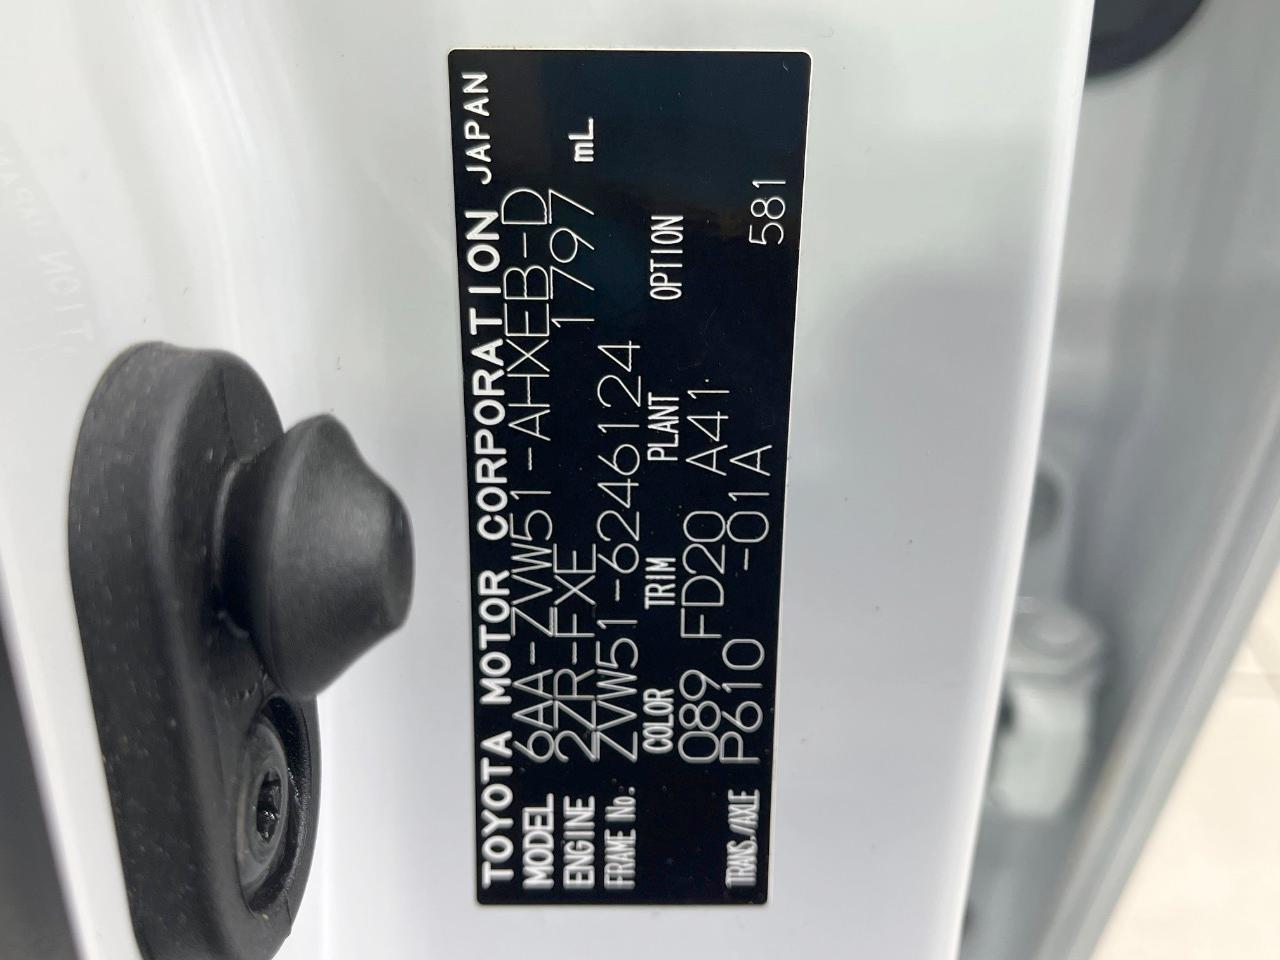 TOYOTA MOTOR CORPORATION JAPAN
MODEL 6AA-ZVW51-AHXEB-D
ENGINE 2ZR-FXE 1797 mL
FRAME No. ZVW51-6246124
COLOR TRIM PLANT OPTION
089 FD20 A41
TRANS./AXLE P610 -01A 581